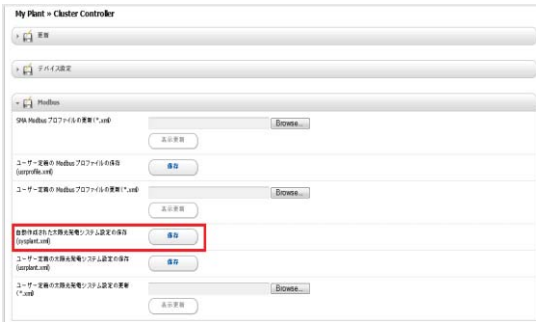 My Plant » Cluster Controller
更新
デバイス設定
Modbus
SMA Modbus プロファイルの更新(*.xml)
Browse...
表示更新
ユーザー定義の Modbus プロファイルの保存
(usrprofile.xml)
保存
ユーザー定義の Modbus プロファイルの更新(*.xml)
Browse...
表示更新
自動作成された太陽光発電システム設定の保存
(sysplant.xml)
保存
ユーザー定義の太陽光発電システム設定の保存
(usrplant.xml)
保存
ユーザー定義の太陽光発電システム設定の更新
(*.xml)
Browse...
表示更新